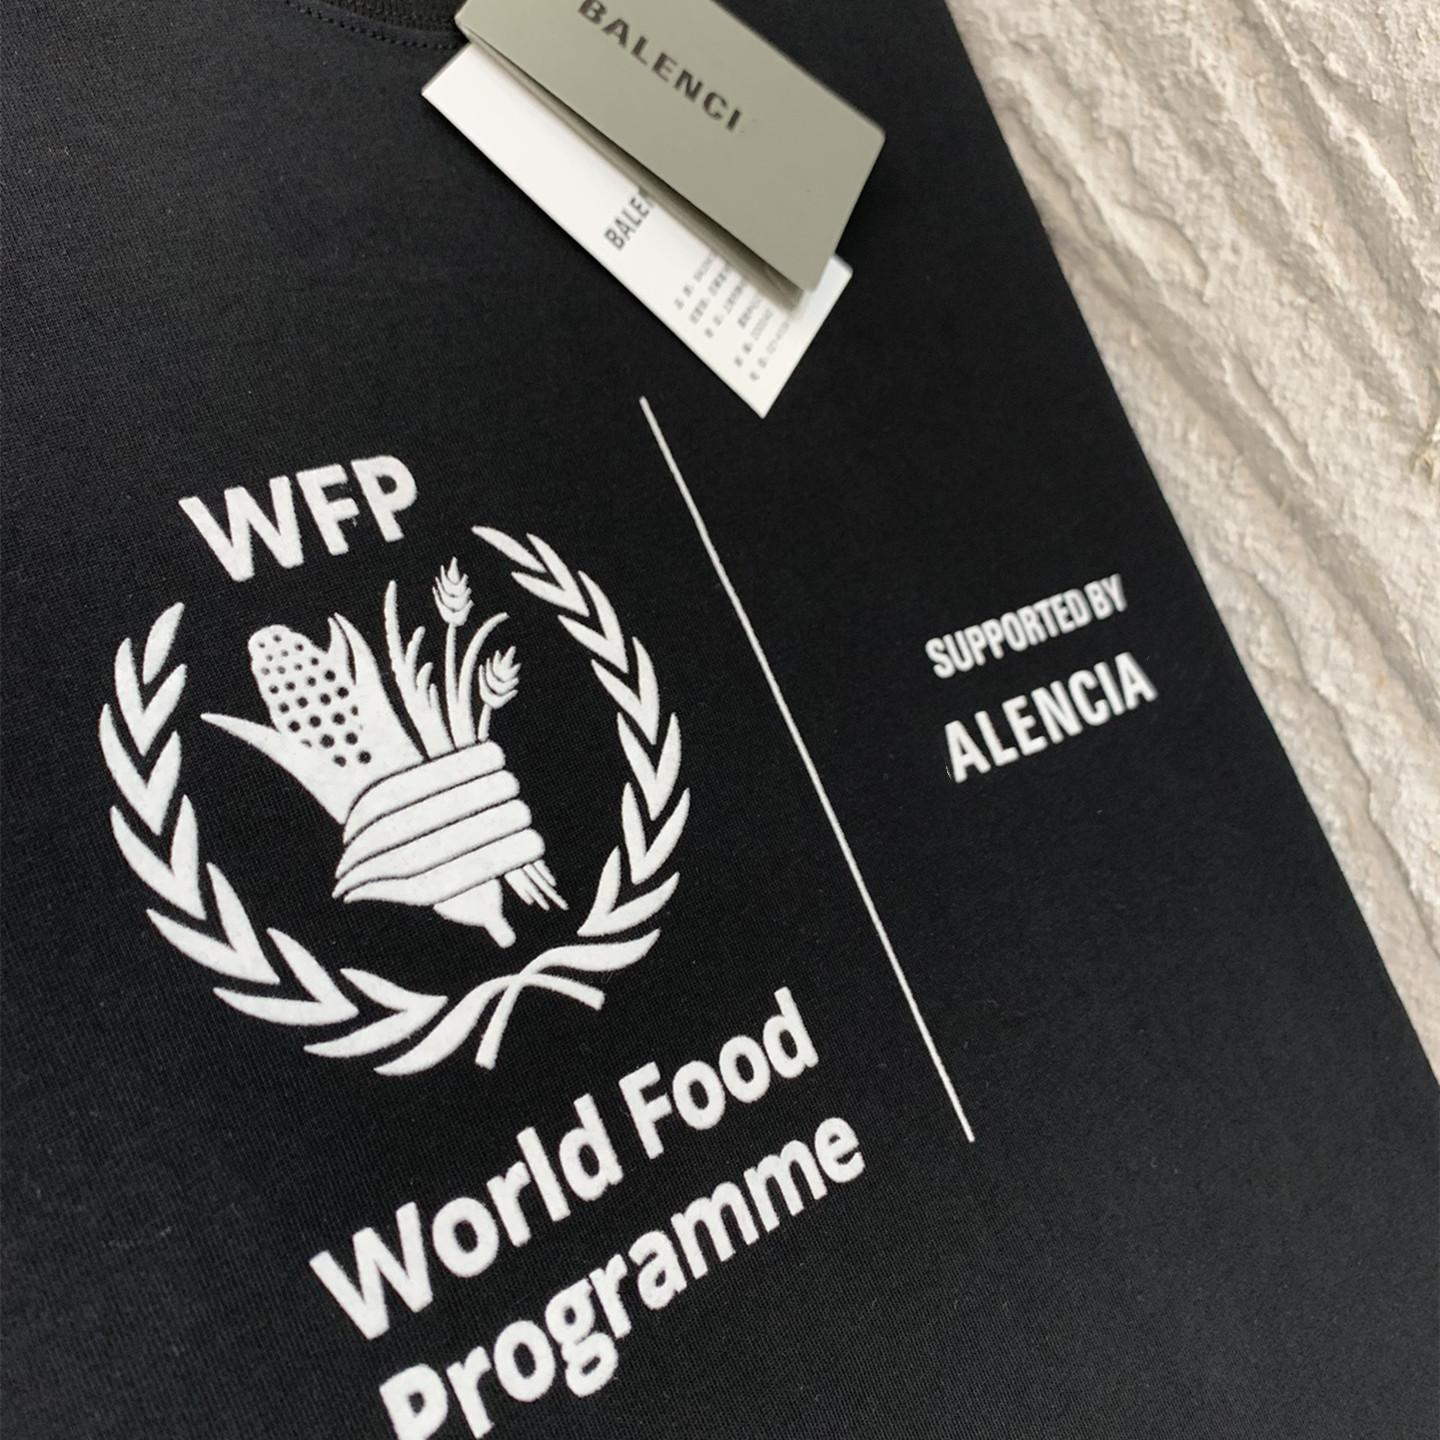 BALENCI
BALEN
WFP
SUPPORTED BY
ALENCIA
World Food
Programme